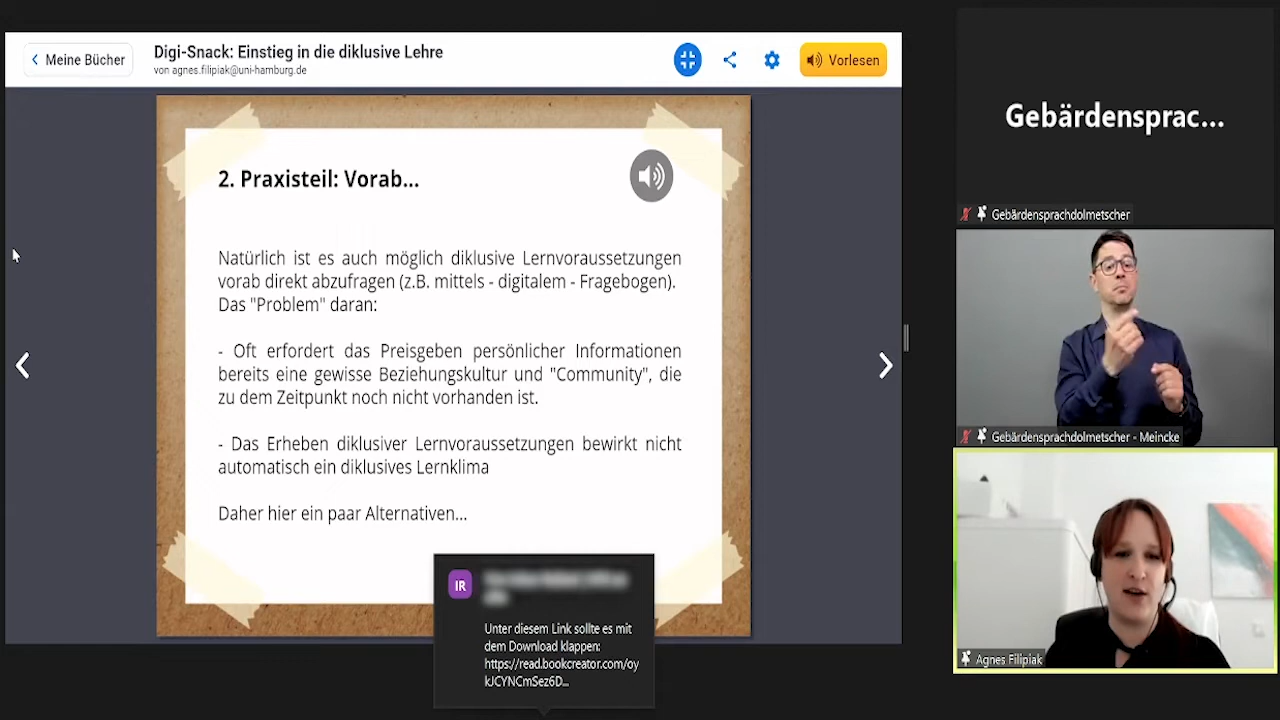 Meine Bücher
Digi-Snack: Einstieg in die diklusive Lehre
von agnes.filipiak@uni-hamburg.de
Vorlesen
2. Praxisteil: Vorab...
Natürlich ist es auch möglich diklusive Lernvoraussetzungen
vorab direkt abzufragen (z.B. mittels - digitalem - Fragebogen).
Das "Problem" daran:
- Oft erfordert das Preisgeben persönlicher Informationen
bereits eine gewisse Beziehungskultur und "Community", die
zu dem Zeitpunkt noch nicht vorhanden ist.
- Das Erheben diklusiver Lernvoraussetzungen bewirkt nicht
automatisch ein diklusives Lernklima
Daher hier ein paar Alternativen...
IR
Unter diesem Link sollte es mit
dem Download klappen:
https://read.bookcreator.com/oy
kJCYNCmSez6D...
Gebärdensprac...
Gebärdensprachdolmetscher
Gebärdensprachdolmetscher - Meincke
Agnes Filipiak